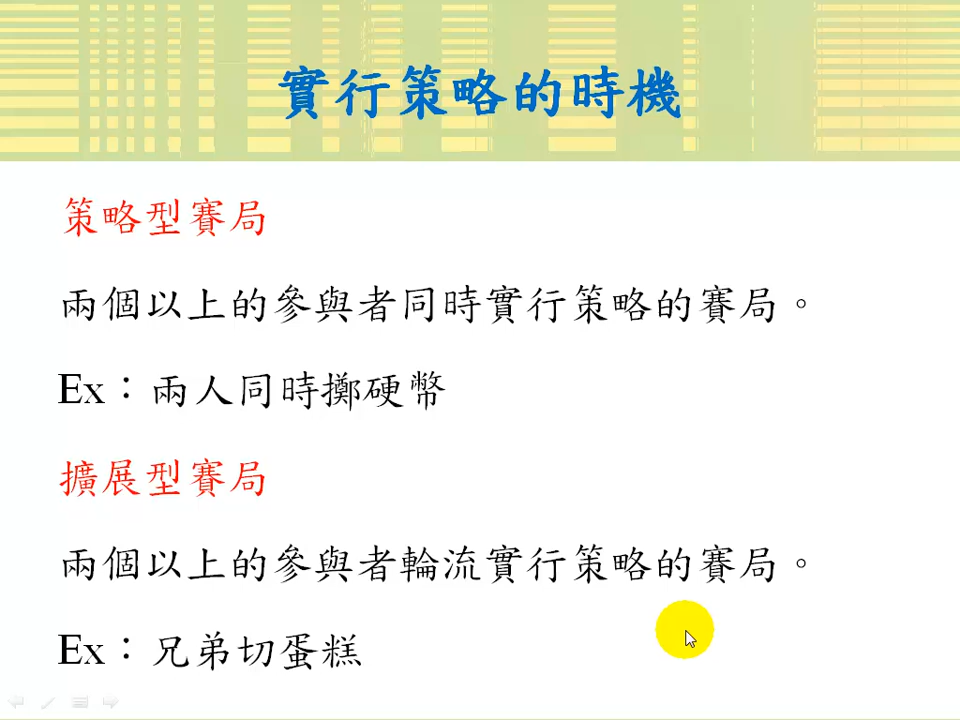 實行策略的時機
策略型賽局
兩個以上的參與者同時實行策略的賽局。
Ex：兩人同時擲硬幣
擴展型賽局
兩個以上的參與者輪流實行策略的賽局。
Ex：兄弟切蛋糕